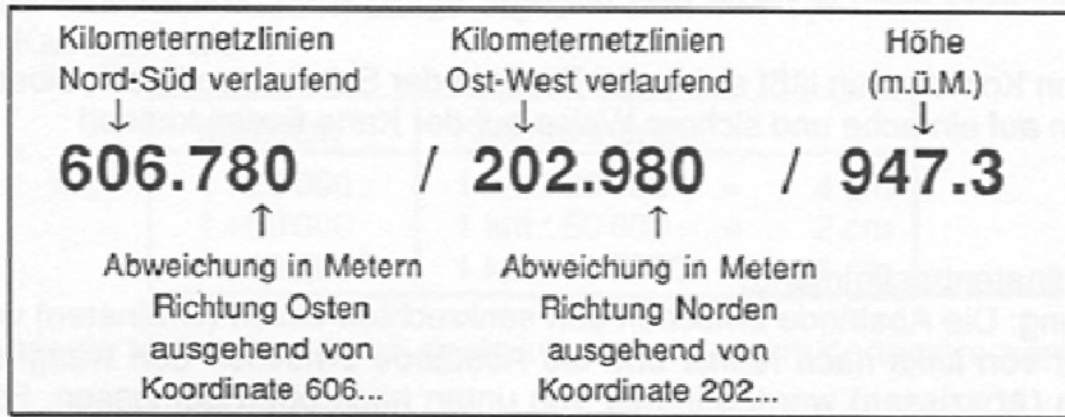 Kilometernetzlinien Kilometernetzlinien Höhe
Nord-Süd verlaufend Ost-West verlaufend (m.ü.M.)
↓ ↓ ↓
606.780 / 202.980 / 947.3
↑ ↑
Abweichung in Metern Abweichung in Metern
Richtung Osten Richtung Norden
ausgehend von ausgehend von
Koordinate 606... Koordinate 202...